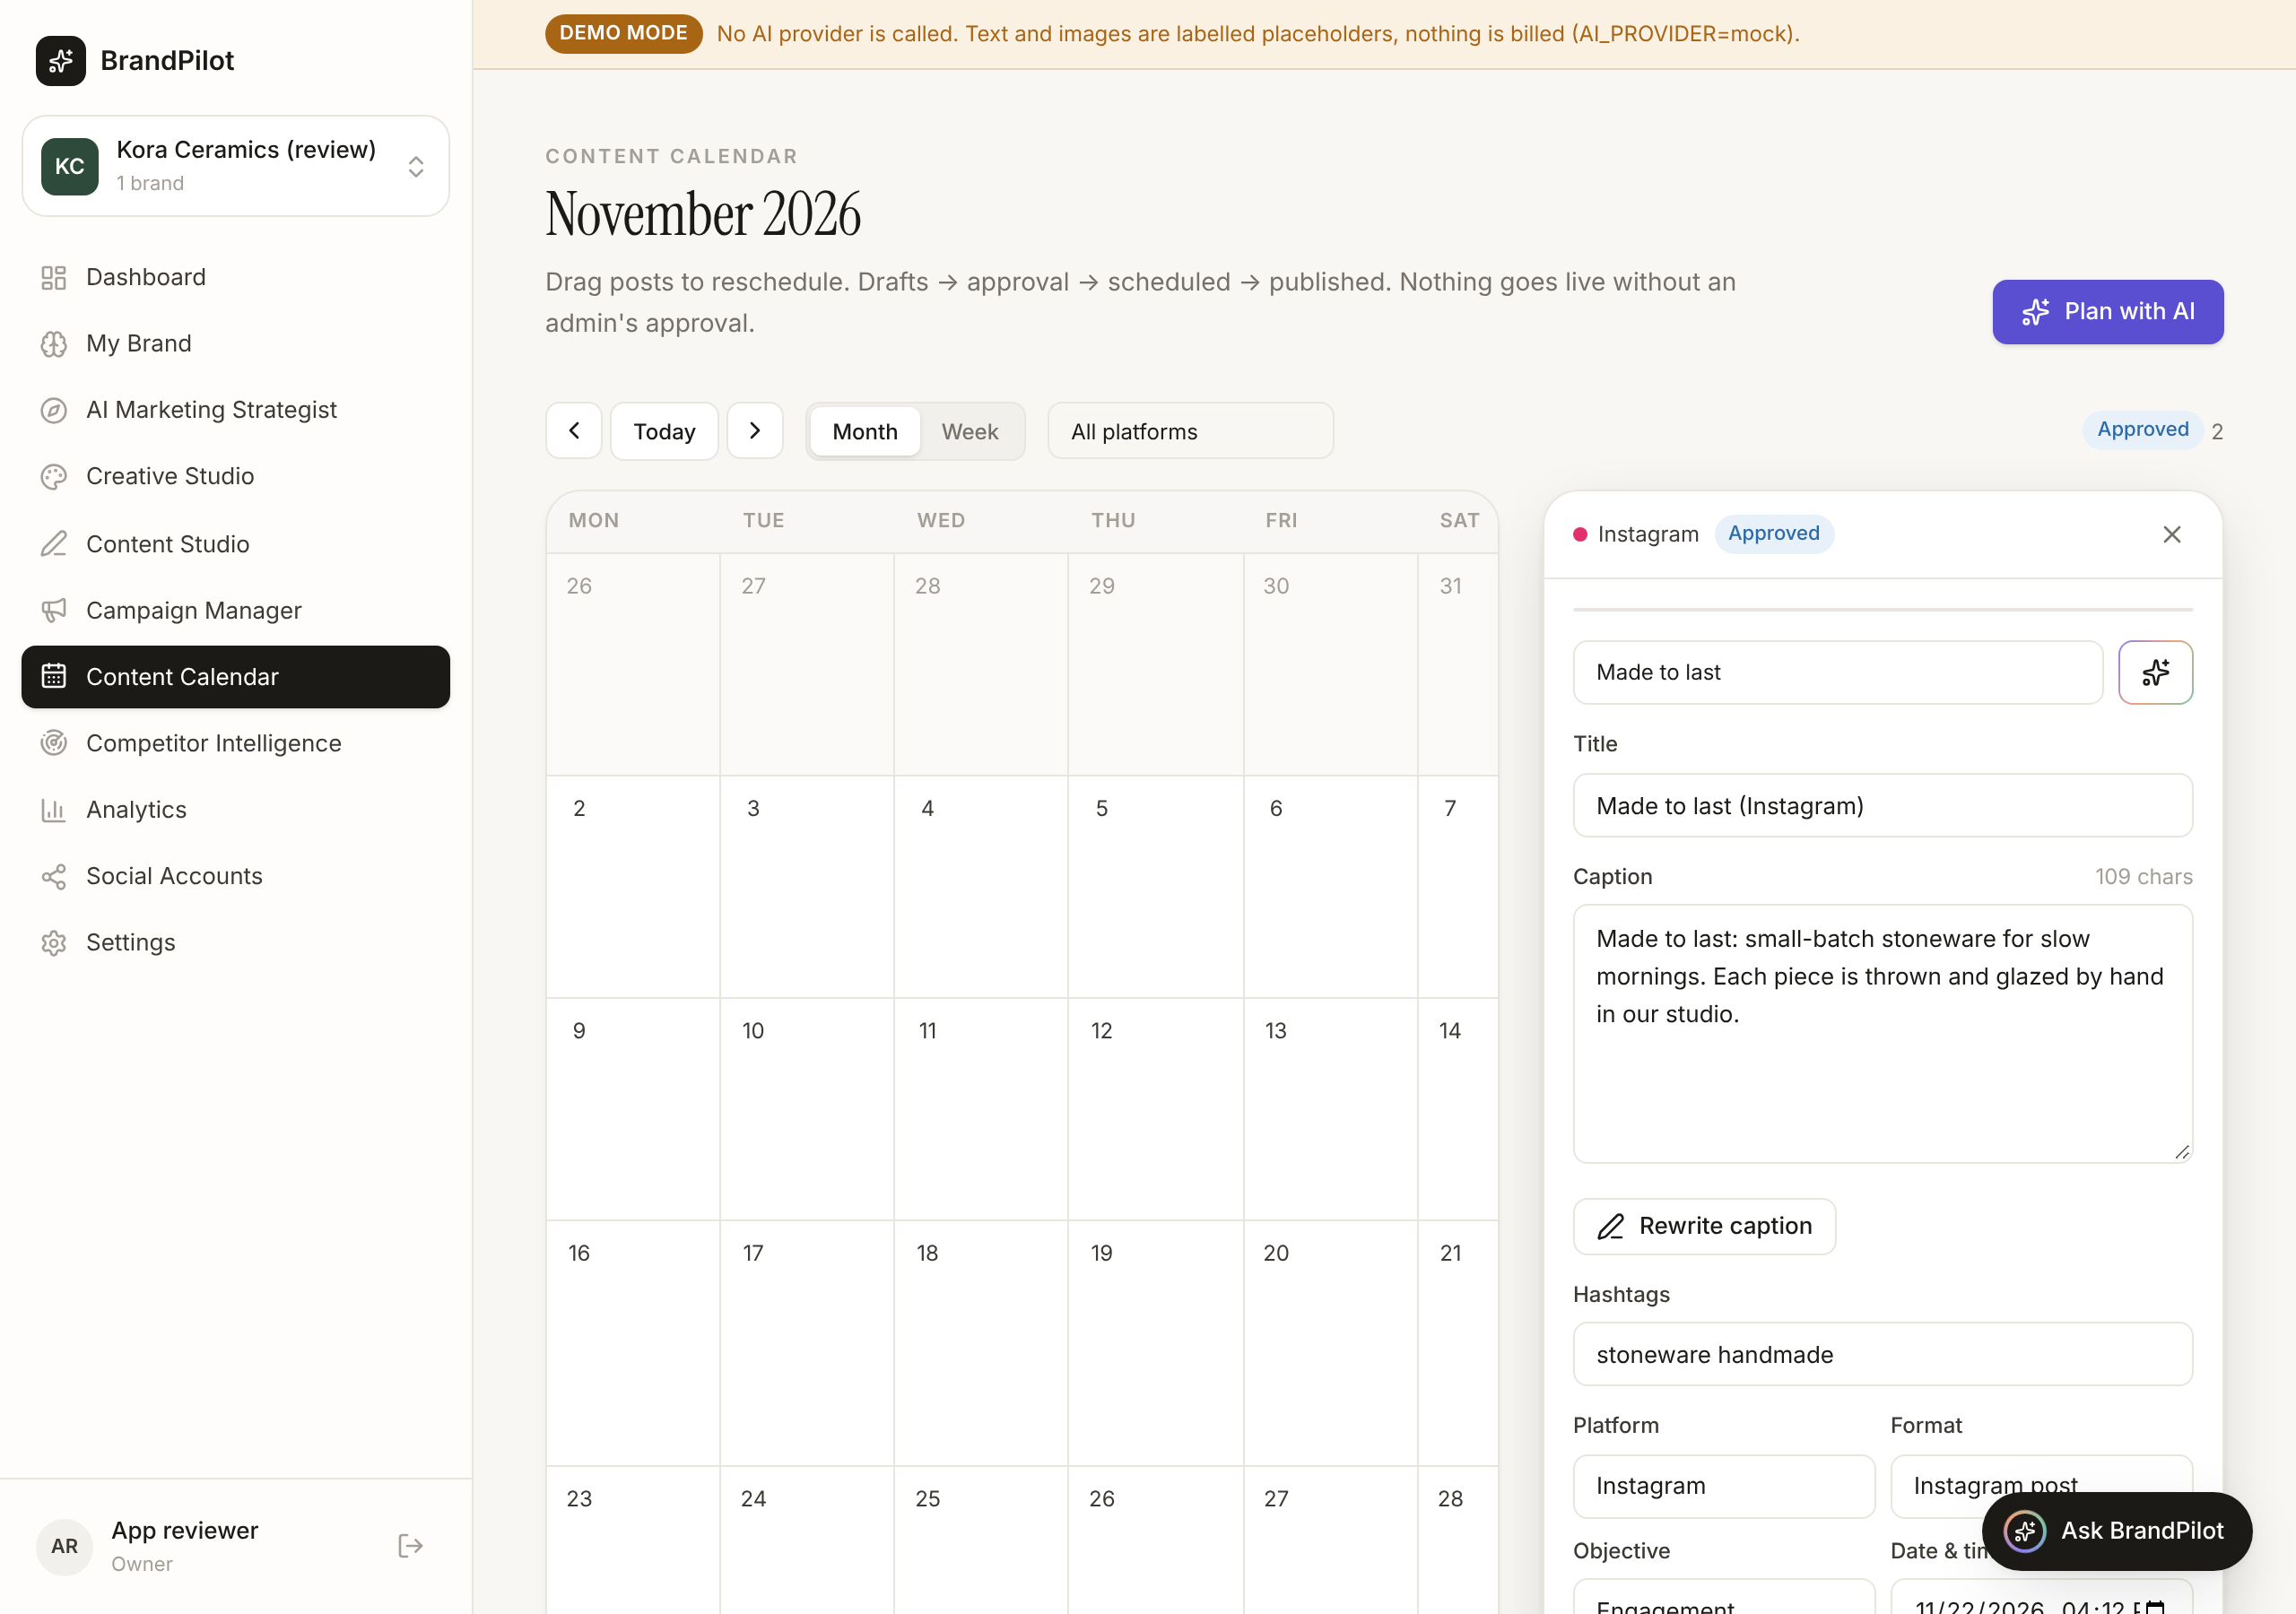 BrandPilot
KC
Kora Ceramics (review)
1 brand
Dashboard
My Brand
AI Marketing Strategist
Creative Studio
Content Studio
Campaign Manager
Content Calendar
Competitor Intelligence
Analytics
Social Accounts
Settings
AR
App reviewer
Owner
DEMO MODE No AI provider is called. Text and images are labelled placeholders, nothing is billed (AI_PROVIDER=mock).
CONTENT CALENDAR
November 2026
Drag posts to reschedule. Drafts → approval → scheduled → published. Nothing goes live without an
admin's approval.
Plan with AI
Today
Month Week
All platforms
Approved 2
MON TUE WED THU FRI SAT
26 27 28 29 30 31
2 3 4 5 6 7
9 10 11 12 13 14
16 17 18 19 20 21
23 24 25 26 27 28
Instagram Approved
Made to last
Title
Made to last (Instagram)
Caption 109 chars
Made to last: small-batch stoneware for slow
mornings. Each piece is thrown and glazed by hand
in our studio.
Rewrite caption
Hashtags
stoneware handmade
Platform Format
Instagram Instagram post
Objective Date &
Engagement 11/22/2026, 04:12
Ask BrandPilot